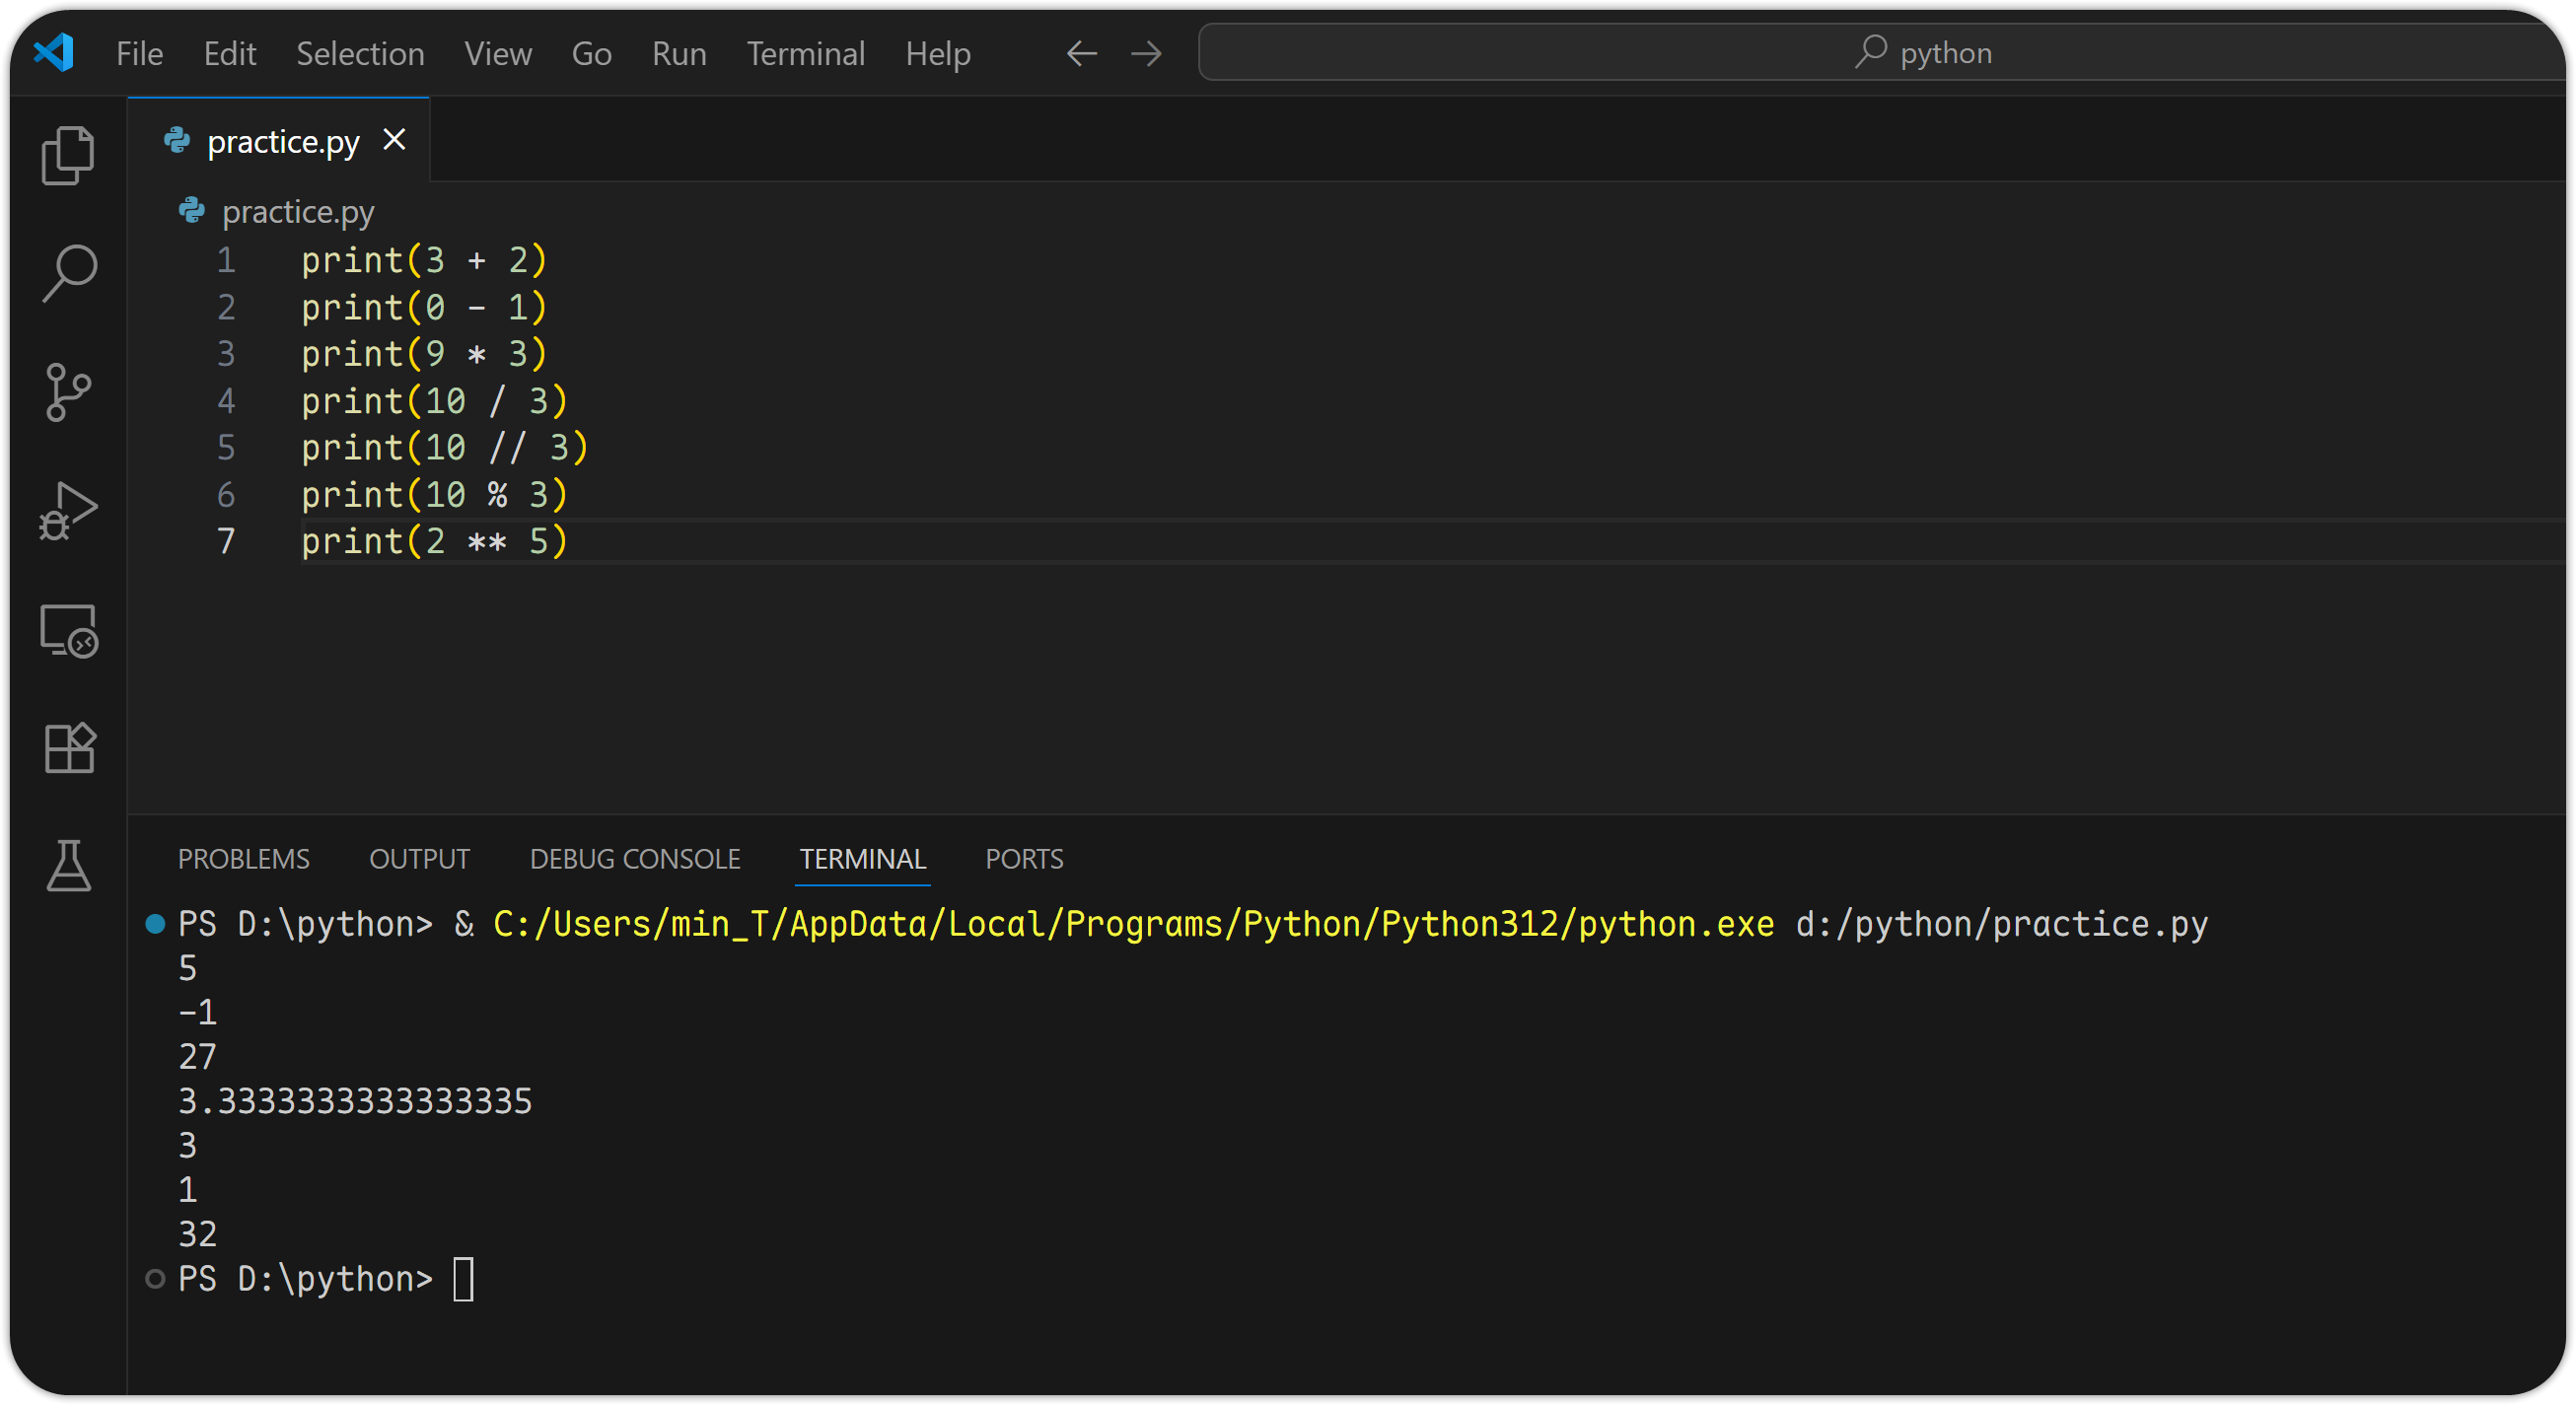 File Edit Selection View Go Run Terminal Help python
practice.py
practice.py
1 print(3 + 2)
2 print(0 - 1)
3 print(9 * 3)
4 print(10 / 3)
5 print(10 // 3)
6 print(10 % 3)
7 print(2 ** 5)
PROBLEMS OUTPUT DEBUG CONSOLE TERMINAL PORTS
PS D:\python> & C:/Users/min_T/AppData/Local/Programs/Python/Python312/python.exe d:/python/practice.py
5
-1
27
3.3333333333333335
3
1
32
PS D:\python>